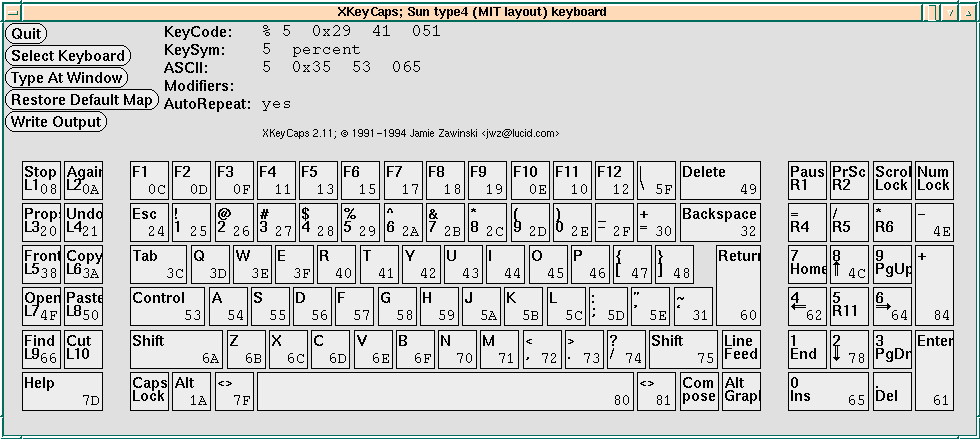 XKeyCaps; Sun type4 (MIT layout) keyboard
Quit
Select Keyboard
Type At Window
Restore Default Map
Write Output
KeyCode: % 5 0x29 41 051
KeySym: 5 percent
ASCII: 5 0x35 53 065
Modifiers:
AutoRepeat: yes
XKeyCaps 2.11; © 1991-1994 Jamie Zawinski <jwz@lucid.com>
Stop Again F1 F2 F3 F4 F5 F6 F7 F8 F9 F10 F11 F12 | Delete Paus PrSc Scrol Num
L1 08 L2 0A 0C 0D 0F 11 13 15 17 18 19 0E 10 12 \ 5F 49 R1 R2 Lock Lock
Props Undo Esc ! @ # $ % ^ & * ( ) _ + Backspace = / * -
L3 20 L4 21 24 1 25 2 26 3 27 4 28 5 29 6 2A 7 2B 8 2C 9 2D 0 2E - 2F = 30 32 R4 R5 R6 4E
Front Copy Tab Q W E R T Y U I O P { } Return 7 8 9 +
L5 38 L6 3A 3C 3D 3E 3F 40 41 42 43 44 45 46 [ 47 ] 48 Home ↑ 4C PgUp
Open Paste Control A S D F G H J K L : " ~ 4 5 6
L7 4F L8 50 53 54 55 56 57 58 59 5A 5B 5C ; 5D ' 5E ` 31 60 ← 62 R11 → 64 84
Find Cut Shift Z X C V B N M < > ? Shift Line 1 2 3 Enter
L9 66 L10 6A 6B 6C 6D 6E 6F 70 71 , 72 . 73 / 74 75 Feed End ↓ 78 PgDn
Help Caps Alt <> <> Com Alt 0 .
7D Lock 1A 7F 80 81 pose Graph Ins 65 Del 61